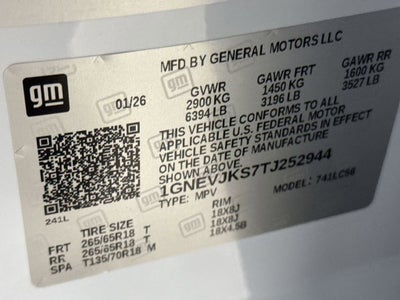 MFD BY GENERAL MOTORS LLC
gm
01/26
GVWR
2900 KG
6394 LB
GAWR FRT
1450 KG
3196 LB
GAWR RR
1600 KG
3527 LB
THIS VEHICLE CONFORMS TO ALL
APPLICABLE U.S. FEDERAL MOTOR
VEHICLE SAFETY STANDARDS IN EFFECT
ON THE DATE OF MANUFACTURE
SHOWN ABOVE.
1GNEVJKS7TJ252944
TYPE: MPV
MODEL: 741LC56
241L
TIRE SIZE
RIM
FRT 265/65R18 T 18X8J
RR 265/65R18 T 18X8J
SPA T135/70R18 M 18X4.5B